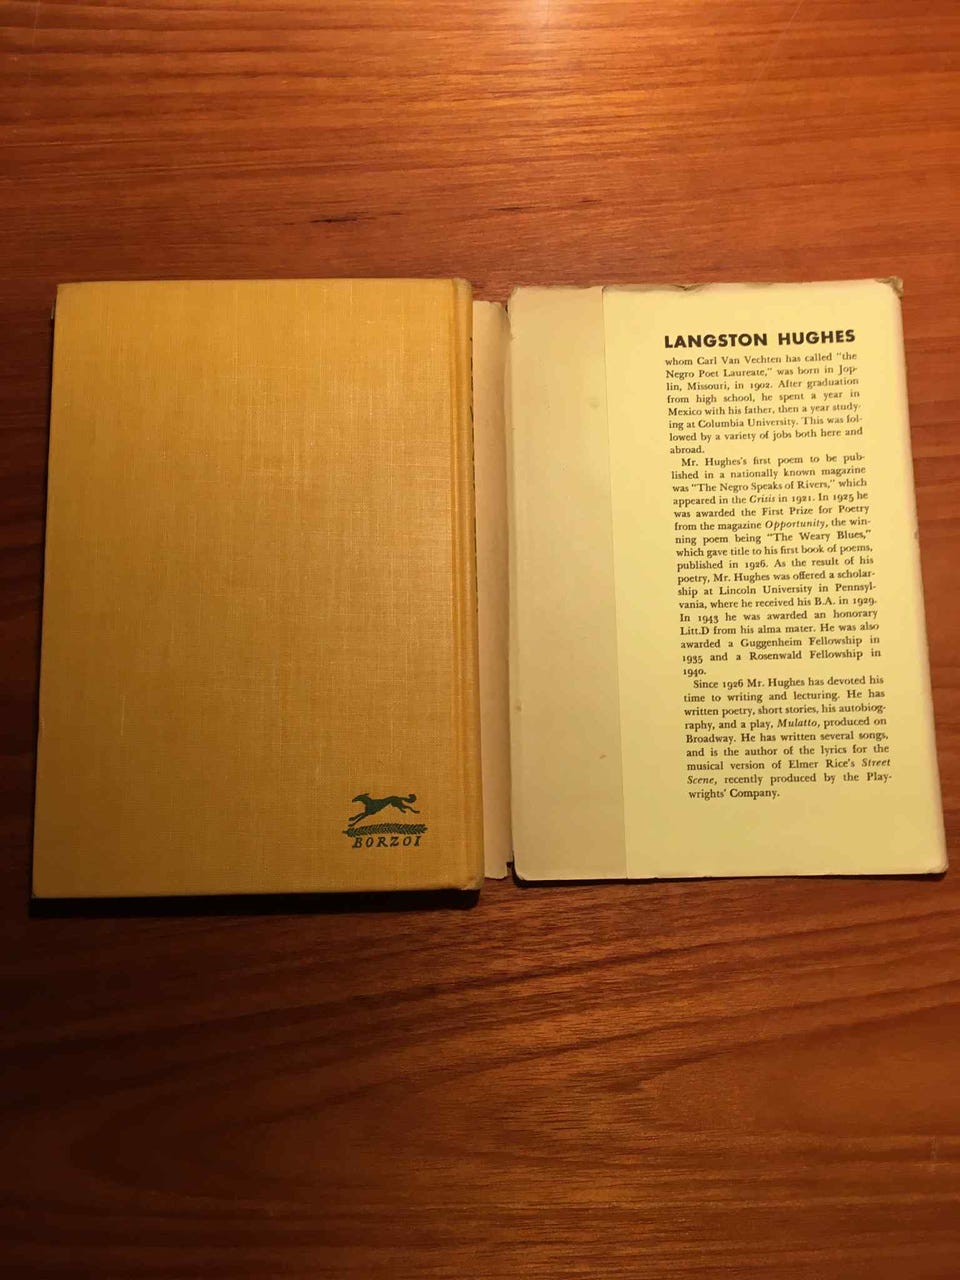 BORZOI
LANGSTON HUGHES
whom Carl Van Vechten has called "the
Negro Poet Laureate," was born in Jop-
lin, Missouri, in 1902. After graduation
from high school, he spent a year in
Mexico with his father, then a year study-
ing at Columbia University. This was fol-
lowed by a variety of jobs both here and
abroad.
Mr. Hughes's first poem to be pub-
lished in a nationally known magazine
was "The Negro Speaks of Rivers," which
appeared in the Crisis in 1921. In 1925 he
was awarded the First Prize for Poetry
from the magazine Opportunity, the win-
ning poem being "The Weary Blues,"
which gave title to his first book of poems,
published in 1926. As the result of his
poetry, Mr. Hughes was offered a scholar-
ship at Lincoln University in Pennsyl-
vania, where he received his B.A. in 1929.
In 1943 he was awarded an honorary
Litt.D from his alma mater. He was also
awarded a Guggenheim Fellowship in
1935 and a Rosenwald Fellowship in
1940.
Since 1926 Mr. Hughes has devoted his
time to writing and lecturing. He has
written poetry, short stories, his autobiog-
raphy, and a play, Mulatto, produced on
Broadway. He has written several songs,
and is the author of the lyrics for the
musical version of Elmer Rice's Street
Scene, recently produced by the Play-
wrights' Company.